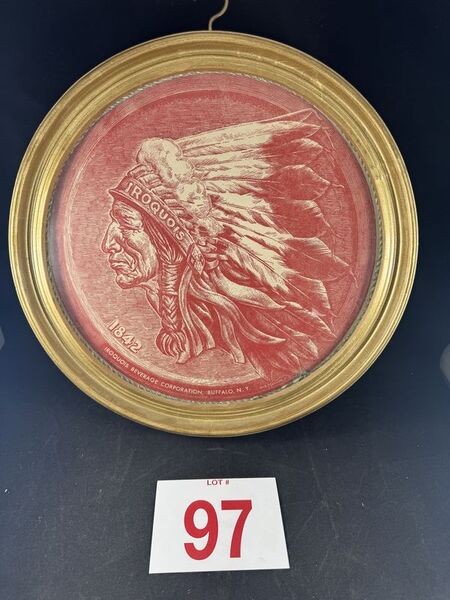 IROQUOIS
1842
IROQUOIS BEVERAGE CORPORATION, BUFFALO, N.Y.
LOT #
97